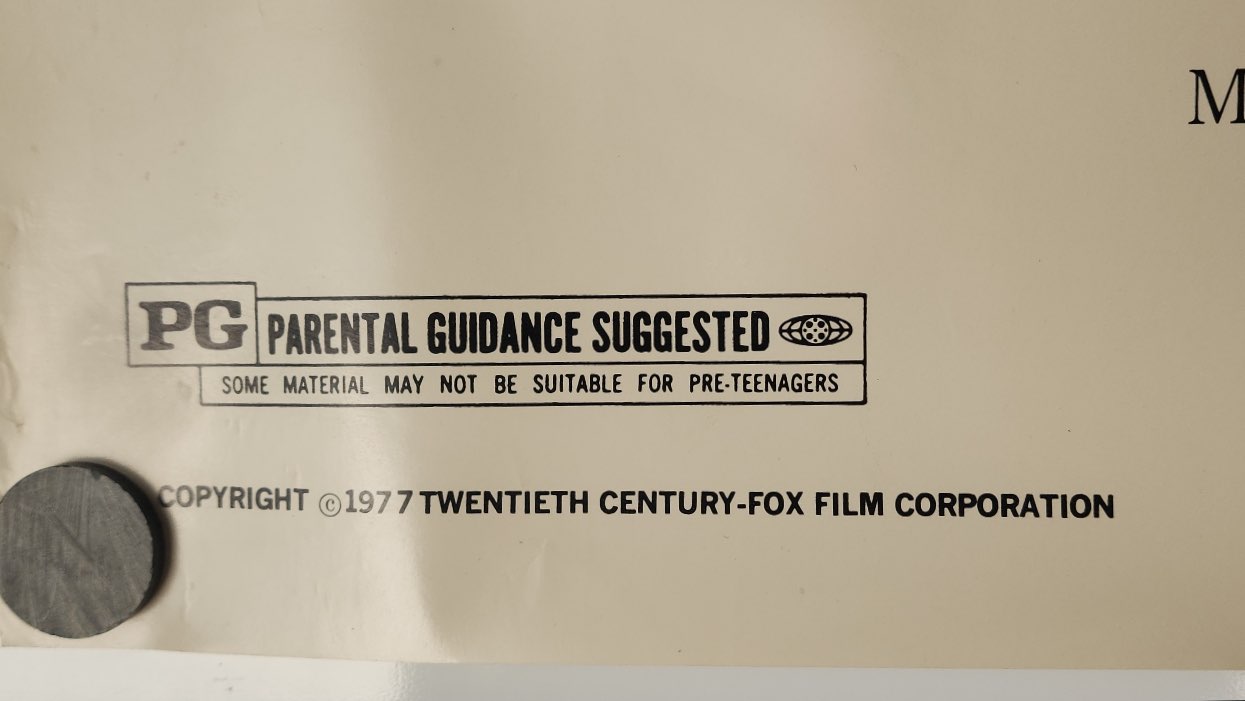 M
PG PARENTAL GUIDANCE SUGGESTED
SOME MATERIAL MAY NOT BE SUITABLE FOR PRE-TEENAGERS
COPYRIGHT ©1977 TWENTIETH CENTURY-FOX FILM CORPORATION